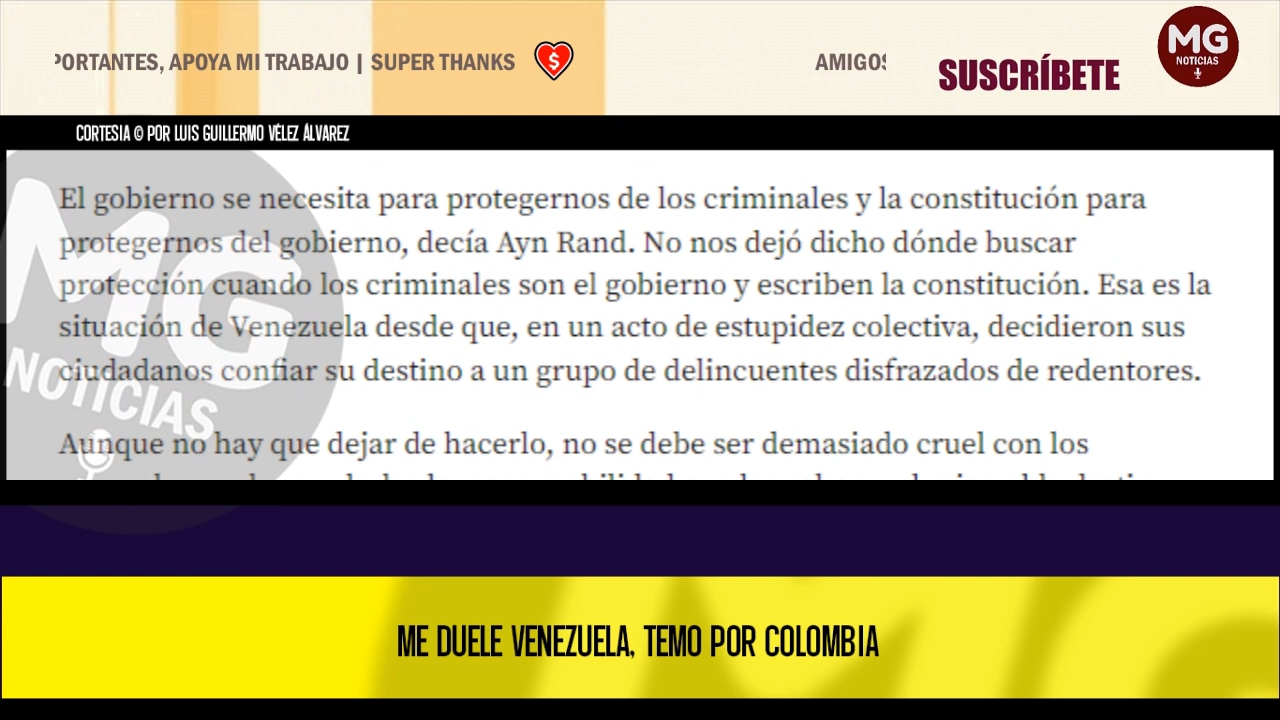 PORTANTES, APOYA MI TRABAJO | SUPER THANKS
AMIGOS
SUSCRÍBETE
MG
NOTICIAS
CORTESIA © POR LUIS GUILLERMO VÉLEZ ÁLVAREZ
El gobierno se necesita para protegernos de los criminales y la constitución para
protegernos del gobierno, decía Ayn Rand. No nos dejó dicho dónde buscar
protección cuando los criminales son el gobierno y escriben la constitución. Esa es la
situación de Venezuela desde que, en un acto de estupidez colectiva, decidieron sus
ciudadanos confiar su destino a un grupo de delincuentes disfrazados de redentores.
Aunque no hay que dejar de hacerlo, no se debe ser demasiado cruel con los
MG
NOTICIAS
ME DUELE VENEZUELA, TEMO POR COLOMBIA